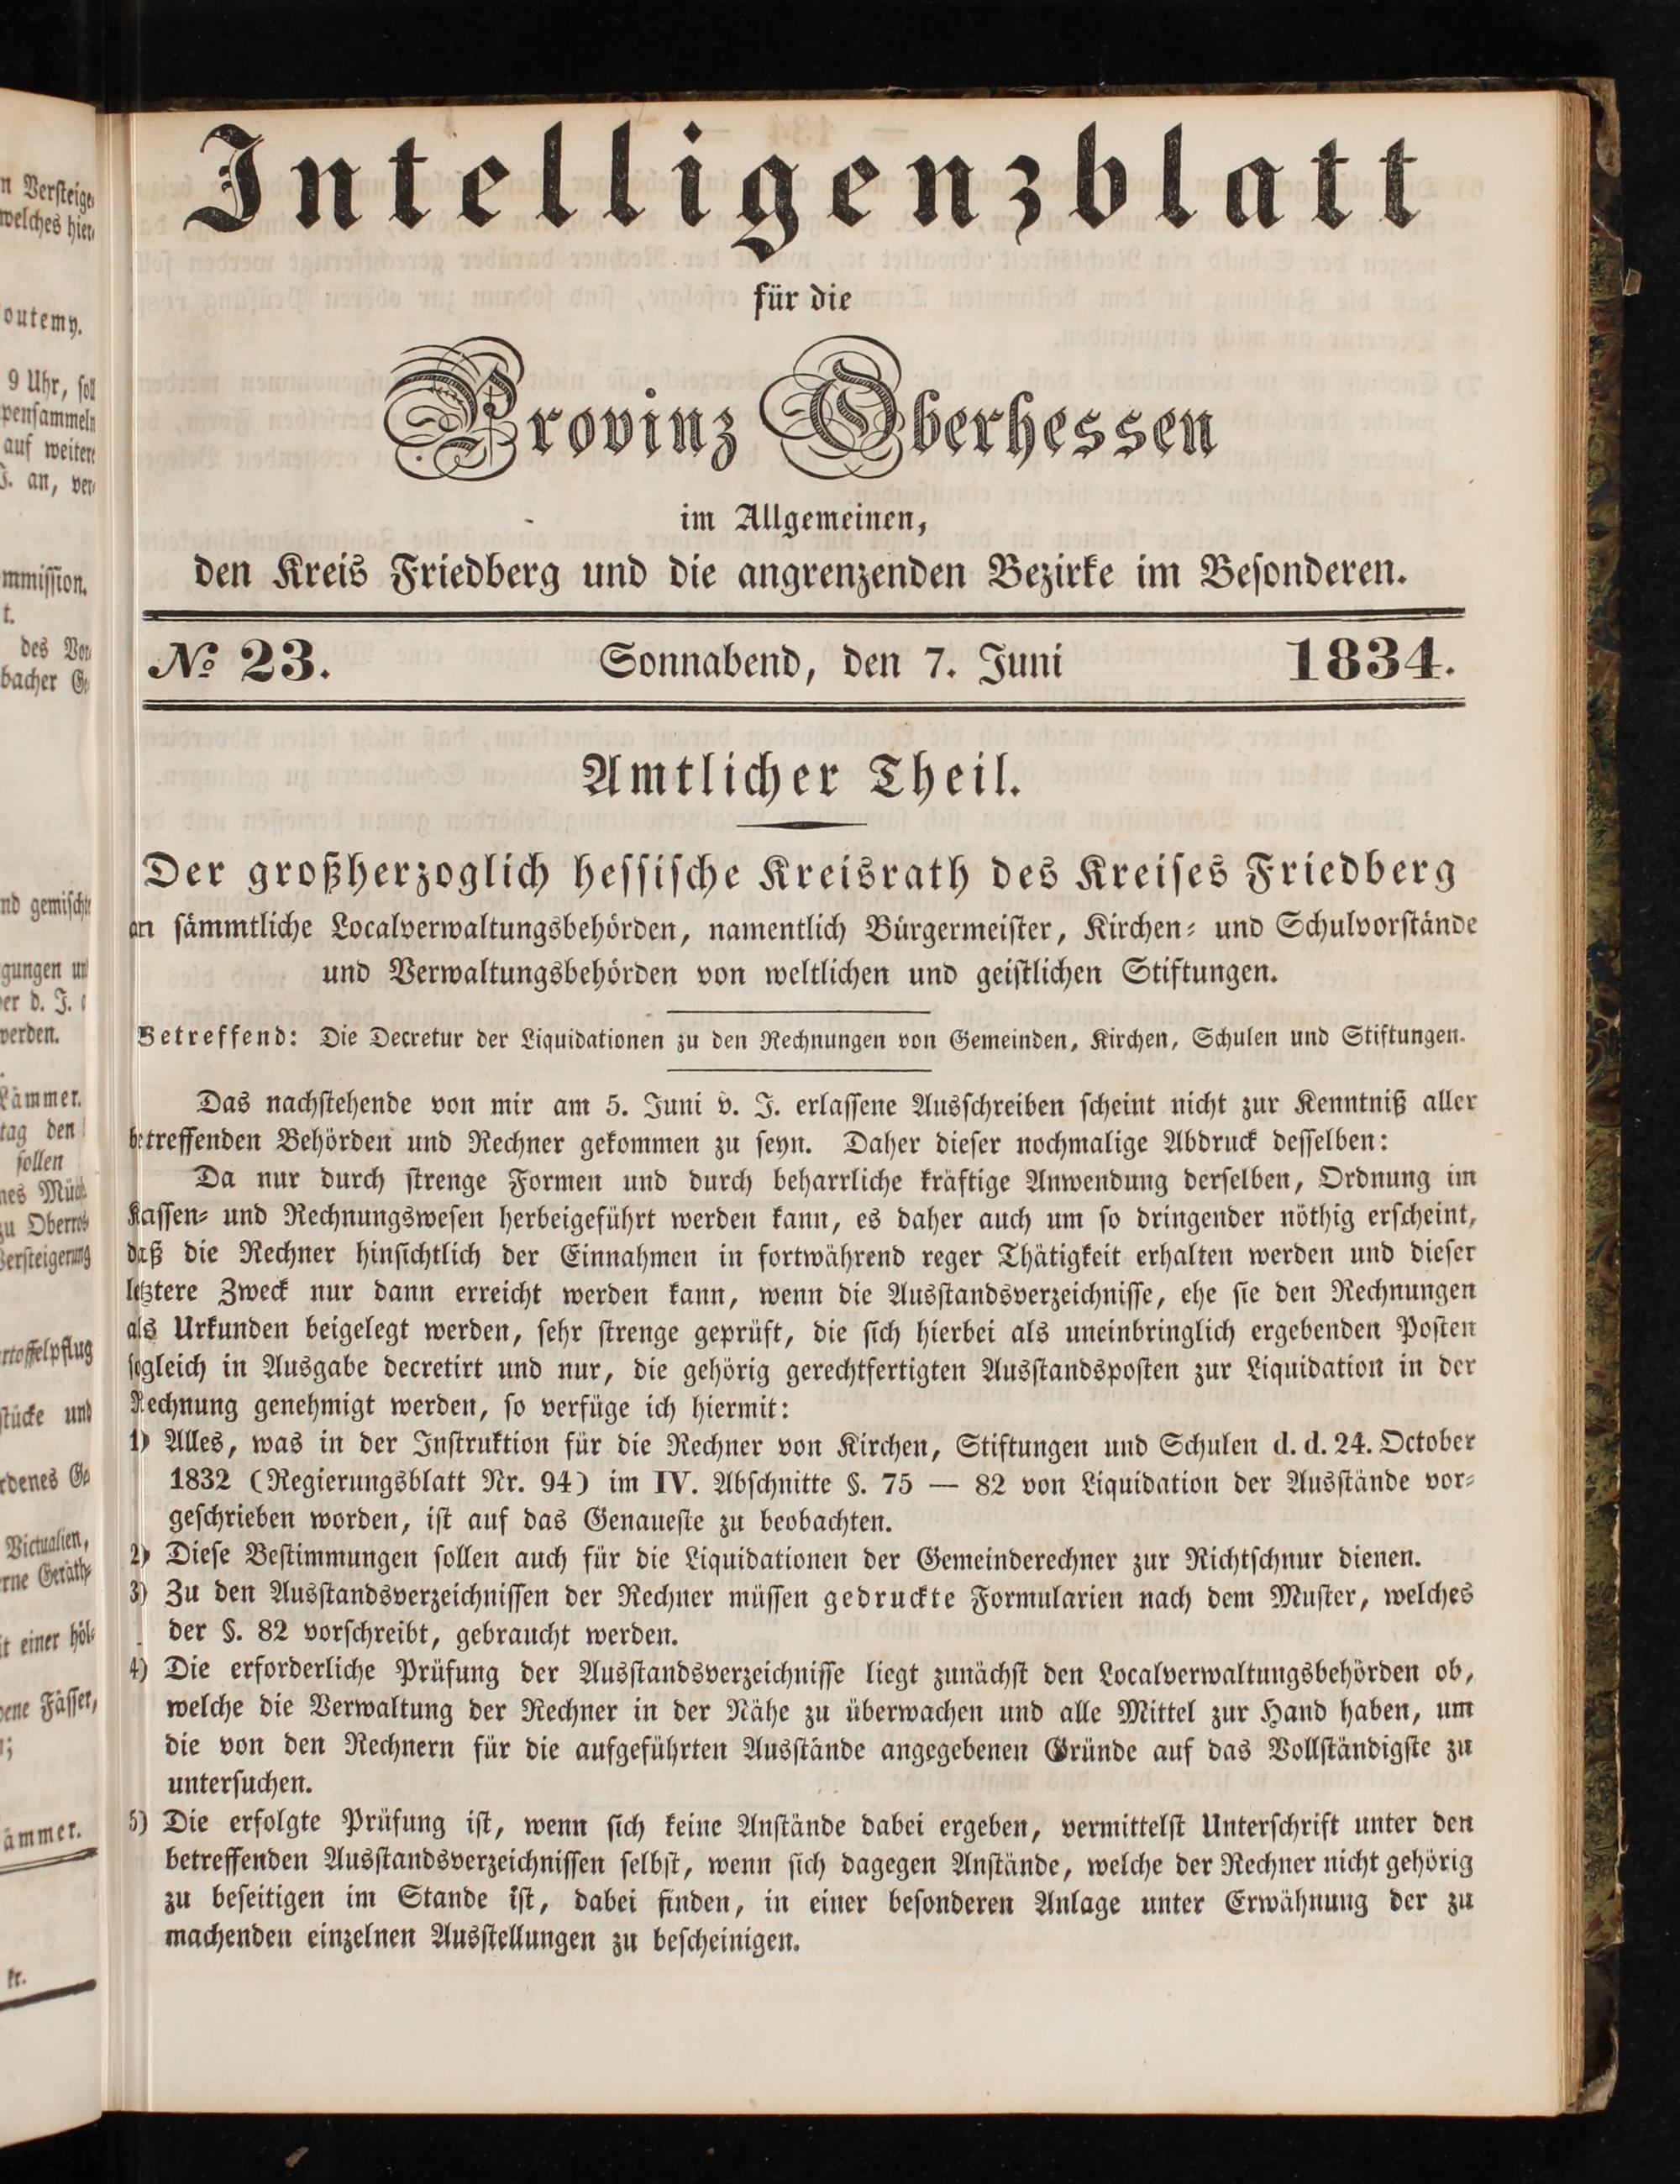 Intelligenzblatt
für die
Provinz Oberhessen
im Allgemeinen,
den Kreis Friedberg und die angrenzenden Bezirke im Besonderen.
№ 23. Sonnabend, den 7. Juni 1834.
Amtlicher Theil.
Der großherzoglich hessische Kreisrath des Kreises Friedberg
an sämmtliche Localverwaltungsbehörden, namentlich Bürgermeister, Kirchen- und Schulvorstände
und Verwaltungsbehörden von weltlichen und geistlichen Stiftungen.
Betreffend: Die Decretur der Liquidationen zu den Rechnungen von Gemeinden, Kirchen, Schulen und Stiftungen.
Das nachstehende von mir am 5. Juni v. J. erlassene Ausschreiben scheint nicht zur Kenntniß aller
betreffenden Behörden und Rechner gekommen zu seyn. Daher dieser nochmalige Abdruck desselben:
Da nur durch strenge Formen und durch beharrliche kräftige Anwendung derselben, Ordnung im
Kassen- und Rechnungswesen herbeigeführt werden kann, es daher auch um so dringender nöthig erscheint,
daß die Rechner hinsichtlich der Einnahmen in fortwährend reger Thätigkeit erhalten werden und dieser
letztere Zweck nur dann erreicht werden kann, wenn die Ausstandsverzeichnisse, ehe sie den Rechnungen
als Urkunden beigelegt werden, sehr strenge geprüft, die sich hierbei als uneinbringlich ergebenden Posten
sogleich in Ausgabe decretirt und nur, die gehörig gerechtfertigten Ausstandsposten zur Liquidation in der
Rechnung genehmigt werden, so verfüge ich hiermit:
1) Alles, was in der Instruktion für die Rechner von Kirchen, Stiftungen und Schulen d. d. 24. October
1832 (Regierungsblatt Nr. 94) im IV. Abschnitte §. 75 — 82 von Liquidation der Ausstände vor-
geschrieben worden, ist auf das Genaueste zu beobachten.
2) Diese Bestimmungen sollen auch für die Liquidationen der Gemeinderechner zur Richtschnur dienen.
3) Zu den Ausstandsverzeichnissen der Rechner müssen gedruckte Formularien nach dem Muster, welches
der §. 82 vorschreibt, gebraucht werden.
4) Die erforderliche Prüfung der Ausstandsverzeichnisse liegt zunächst den Localverwaltungsbehörden ob,
welche die Verwaltung der Rechner in der Nähe zu überwachen und alle Mittel zur Hand haben, um
die von den Rechnern für die aufgeführten Ausstände angegebenen Gründe auf das Vollständigste zu
untersuchen.
5) Die erfolgte Prüfung ist, wenn sich keine Anstände dabei ergeben, vermittelst Unterschrift unter den
betreffenden Ausstandsverzeichnissen selbst, wenn sich dagegen Anstände, welche der Rechner nicht gehörig
zu beseitigen im Stande ist, dabei finden, in einer besonderen Anlage unter Erwähnung der zu
machenden einzelnen Ausstellungen zu bescheinigen.